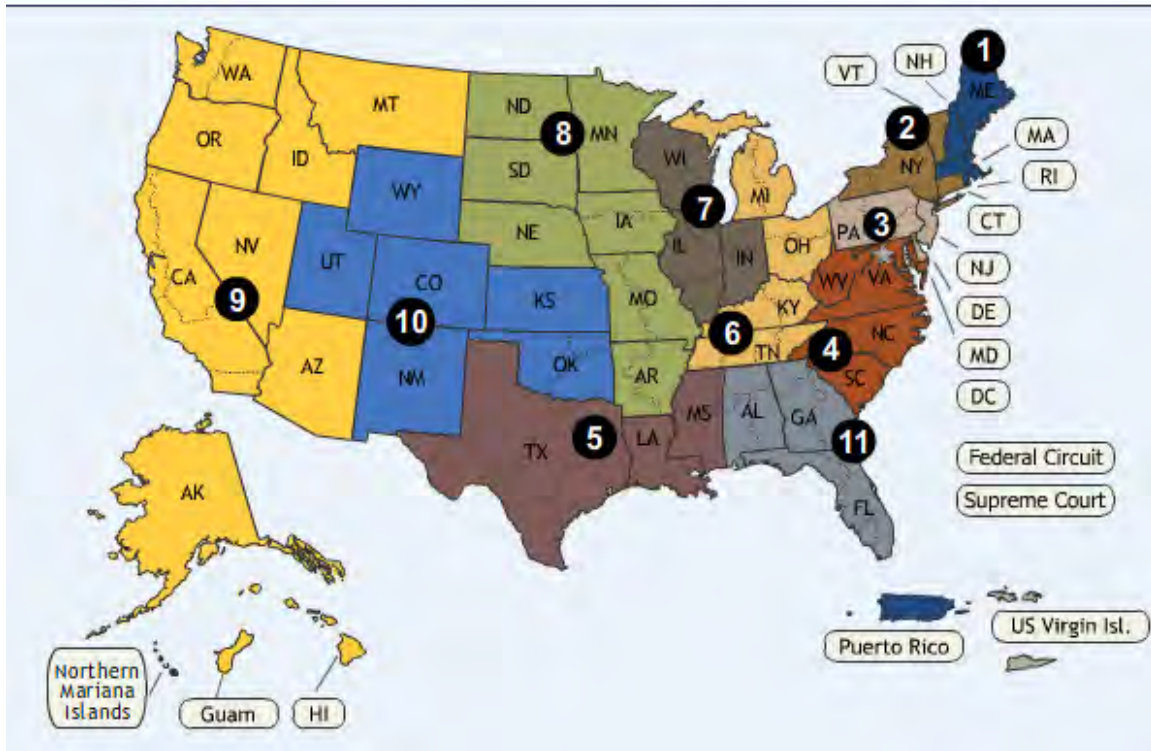 1
VT
NH
ME
WA
MT
ND
MN
8
2
MA
OR
ID
NY
WI
RI
SD
WY
MI
7
3
PA
CT
IA
NE
NV
OH
IL
IN
NJ
UT
CA
CO
WV
VA
DE
KS
MO
9
10
KY
6
NC
MD
TN
4
AZ
NM
OK
AR
SC
DC
MS
AL
GA
5
11
TX
LA
Federal Circuit
AK
Supreme Court
FL
US Virgin Isl.
Puerto Rico
Northern
Mariana
Islands
Guam
HI